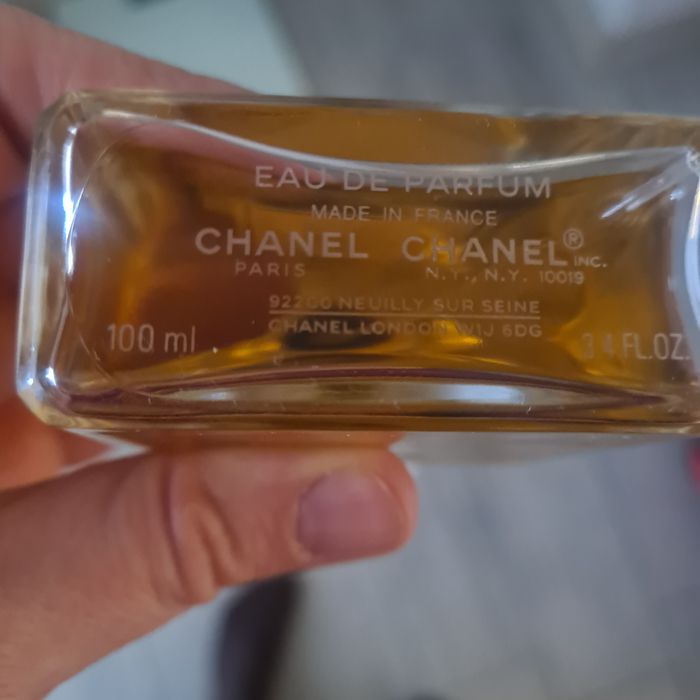 EAU DE PARFUM
MADE IN FRANCE
CHANEL CHANEL®
PARIS INC.
N.Y., N.Y. 10019
92200 NEUILLY SUR SEINE
CHANEL LONDON W1J 6DG
100 ml 3.4 FL.OZ.